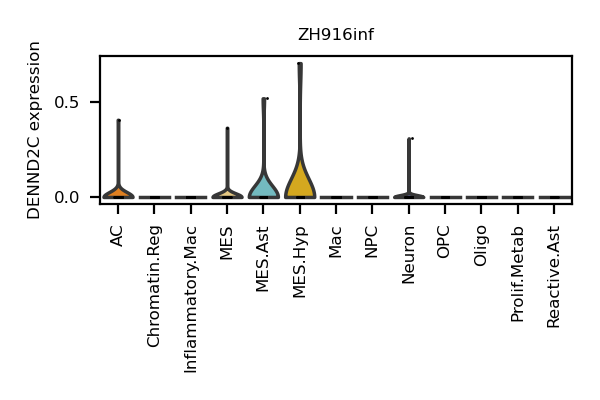 ZH916inf
DENND2C expression
0.5
0.0
AC
Chromatin.Reg
Inflammatory.Mac
MES
MES.Ast
MES.Hyp
Mac
NPC
Neuron
OPC
Oligo
Prolif.Metab
Reactive.Ast